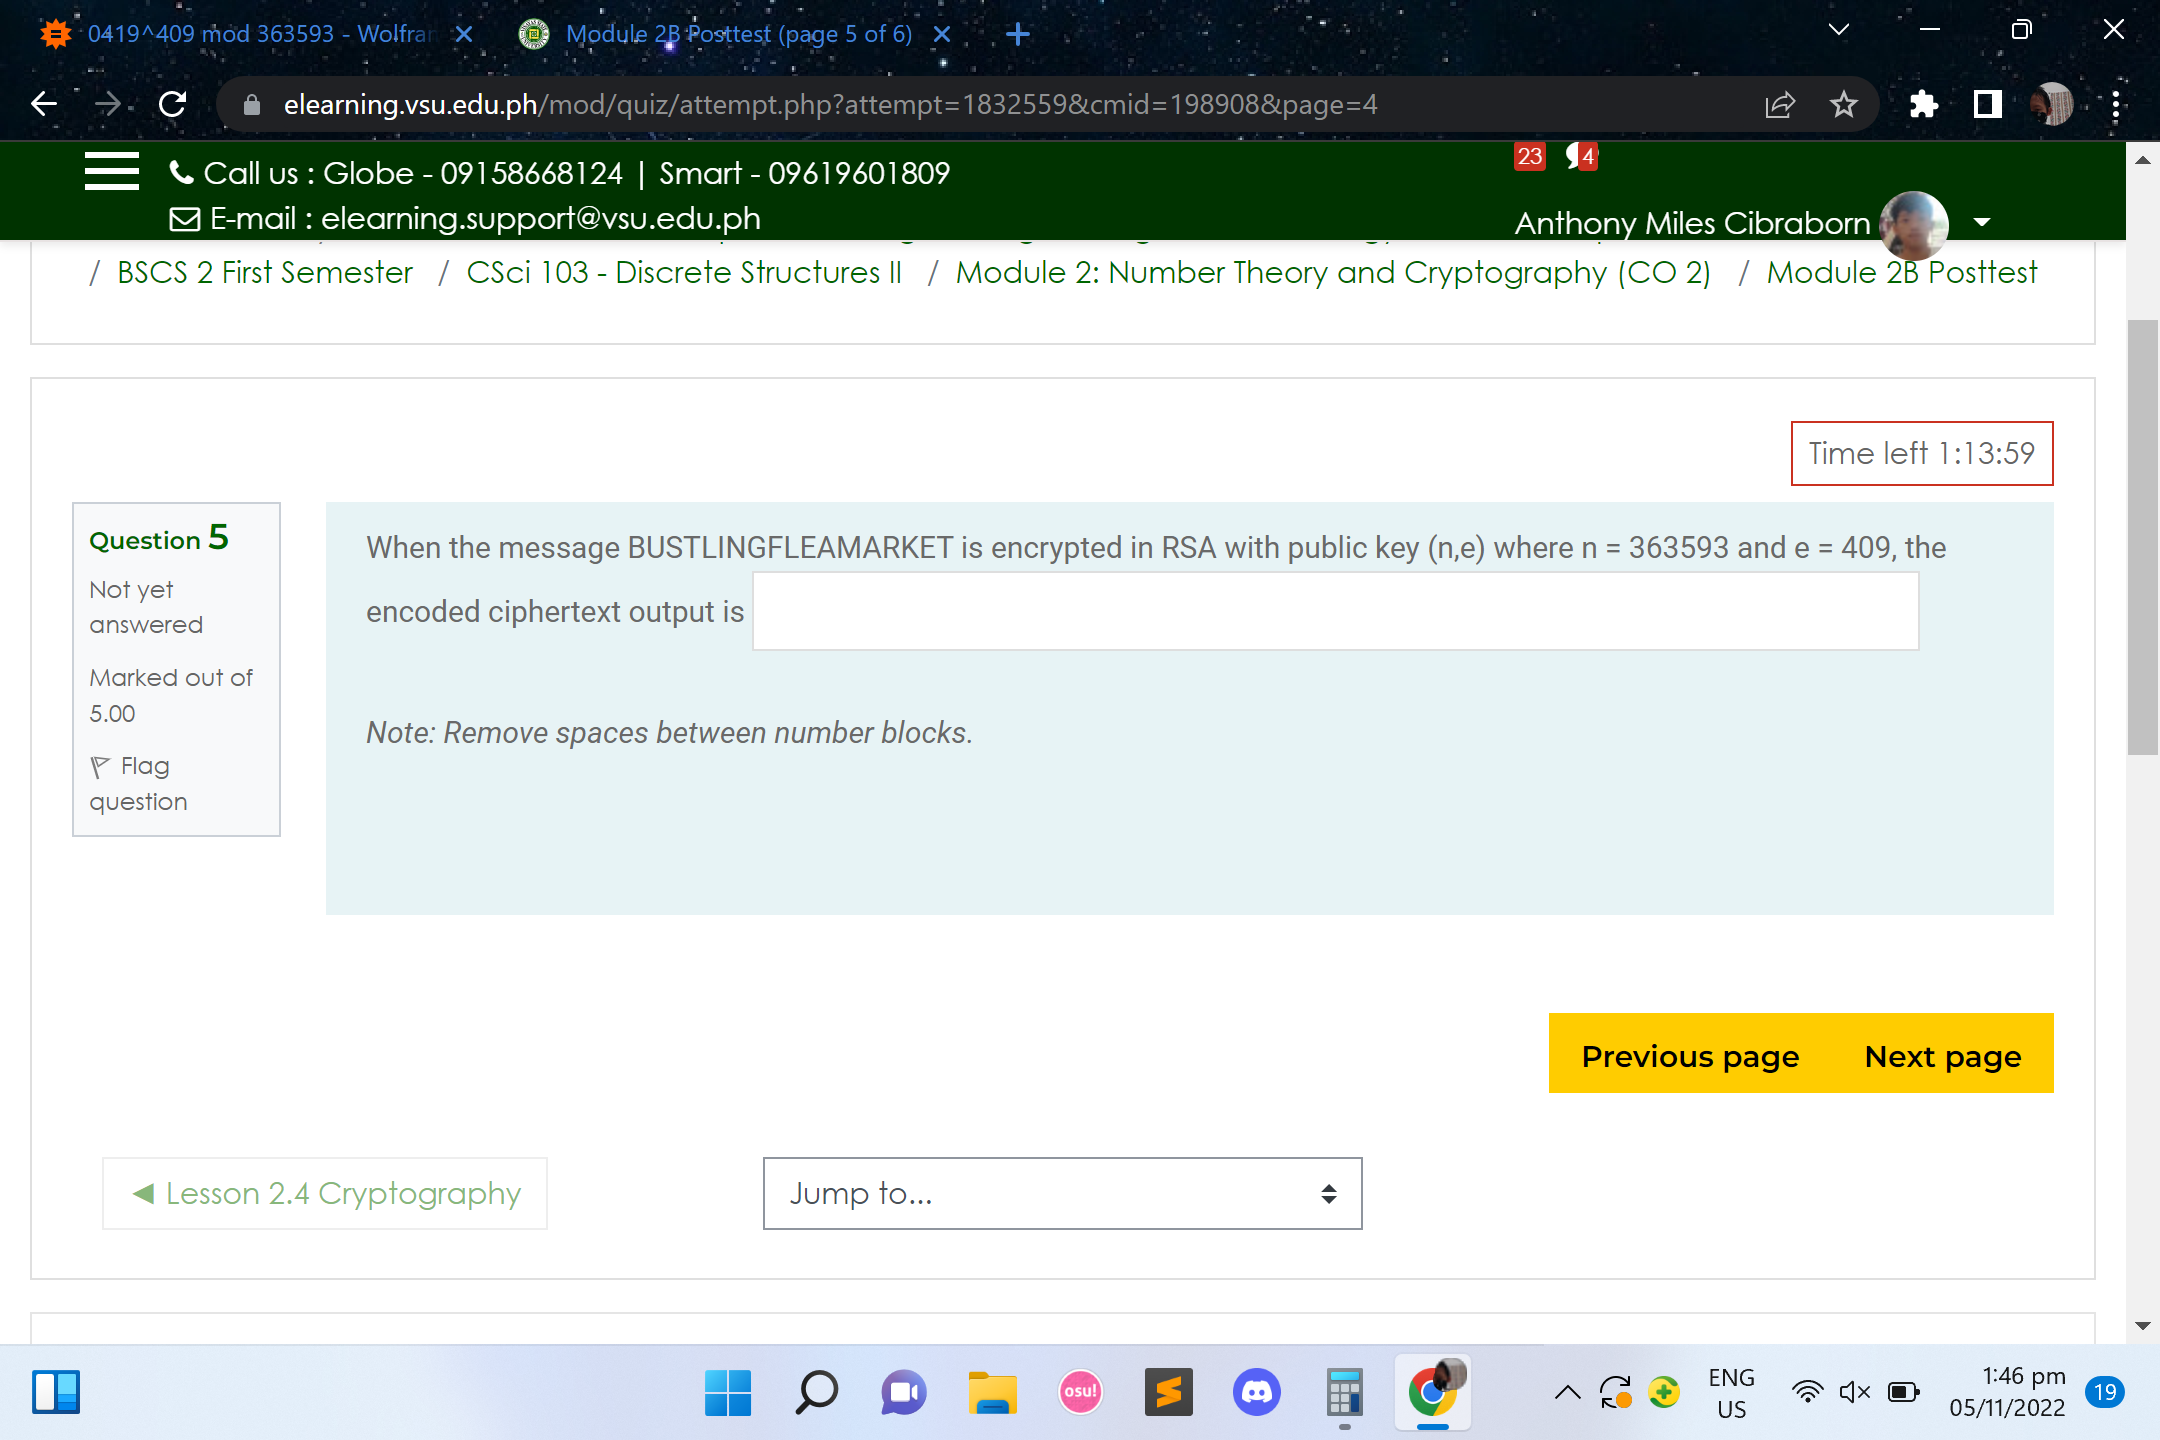 0419^409 mod 363593 - Wolfram
Module 2B Posttest (page 5 of 6)
elearning.vsu.edu.ph/mod/quiz/attempt.php?attempt=1832559&cmid=198908&page=4
Call us : Globe - 09158668124 | Smart - 09619601809
23
4
E-mail : elearning.support@vsu.edu.ph
Anthony Miles Cibraborn
/ BSCS 2 First Semester / CSci 103 - Discrete Structures II / Module 2: Number Theory and Cryptography (CO 2) / Module 2B Posttest
Time left 1:13:59
Question 5
Not yet
answered
Marked out of
5.00
Flag
question
When the message BUSTLINGFLEAMARKET is encrypted in RSA with public key (n,e) where n = 363593 and e = 409, the
encoded ciphertext output is
Note: Remove spaces between number blocks.
Previous page
Next page
◄ Lesson 2.4 Cryptography
Jump to...
osu!
ENG
US
1:46 pm
05/11/2022
19